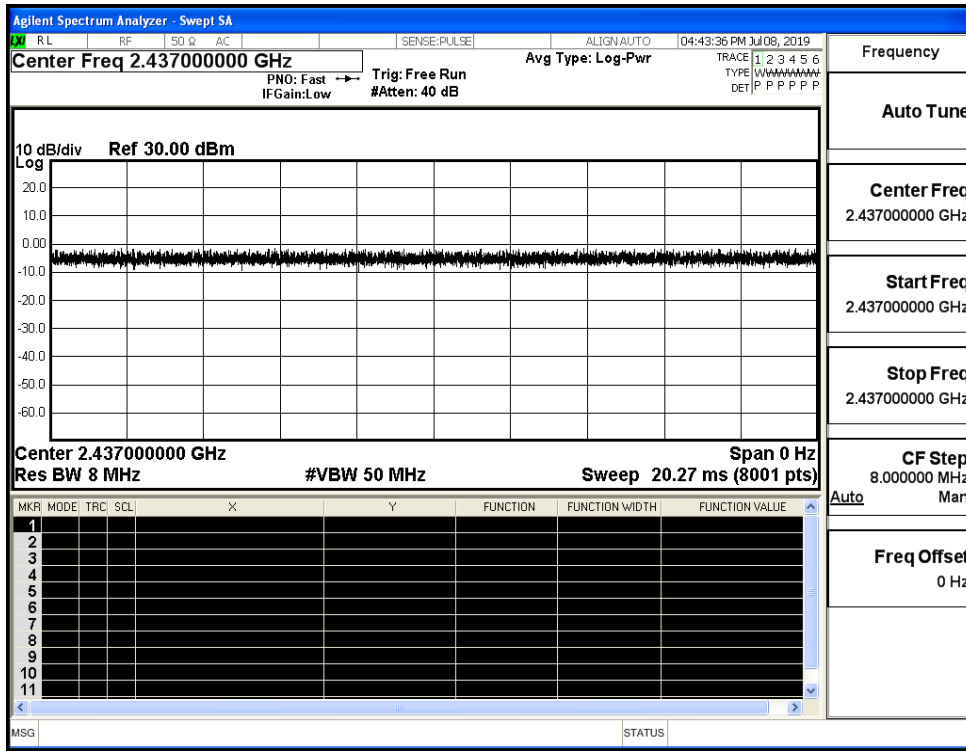 Agilent Spectrum Analyzer - Swept SA
LXI RL RF 50 Ω AC SENSE:PULSE ALIGN AUTO 04:43:36 PM Jul 08, 2019
Center Freq 2.437000000 GHz
Avg Type: Log-Pwr
TRACE 1 2 3 4 5 6
TYPE
DET P P P P P P
PNO: Fast
IFGain:Low
Trig: Free Run
#Atten: 40 dB
10 dB/div
Log
Ref 30.00 dBm
20.0
10.0
0.00
-10.0
-20.0
-30.0
-40.0
-50.0
-60.0
Center 2.437000000 GHz
Span 0 Hz
Res BW 8 MHz
#VBW 50 MHz
Sweep 20.27 ms (8001 pts)
MKR MODE TRC SCL X Y FUNCTION FUNCTION WIDTH FUNCTION VALUE
1
2
3
4
5
6
7
8
9
10
11
MSG
STATUS
Frequency
Auto Tune
Center Freq
2.437000000 GHz
Start Freq
2.437000000 GHz
Stop Freq
2.437000000 GHz
CF Step
8.000000 MHz
Auto Man
Freq Offset
0 Hz